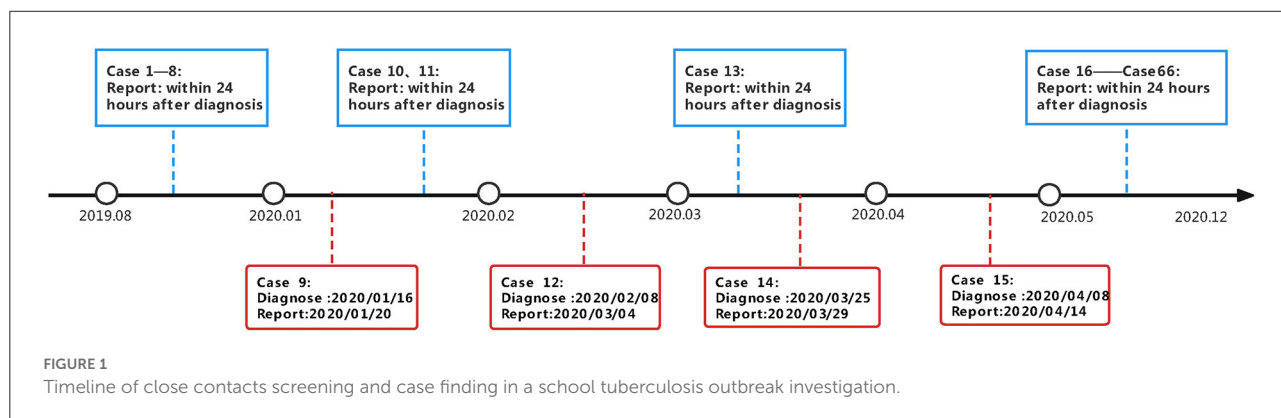 Case 1—8:
Report: within 24
hours after diagnosis
Case 10、11:
Report: within 24
hours after diagnosis
Case 13:
Report: within 24
hours after diagnosis
Case 16——Case66:
Report: within 24 hours
after diagnosis
2019.08
2020.01
2020.02
2020.03
2020.04
2020.05
2020.12
Case 9:
Diagnose :2020/01/16
Report:2020/01/20
Case 12:
Diagnose :2020/02/08
Report:2020/03/04
Case 14:
Diagnose :2020/03/25
Report:2020/03/29
Case 15:
Diagnose :2020/04/08
Report:2020/04/14
FIGURE 1
Timeline of close contacts screening and case finding in a school tuberculosis outbreak investigation.